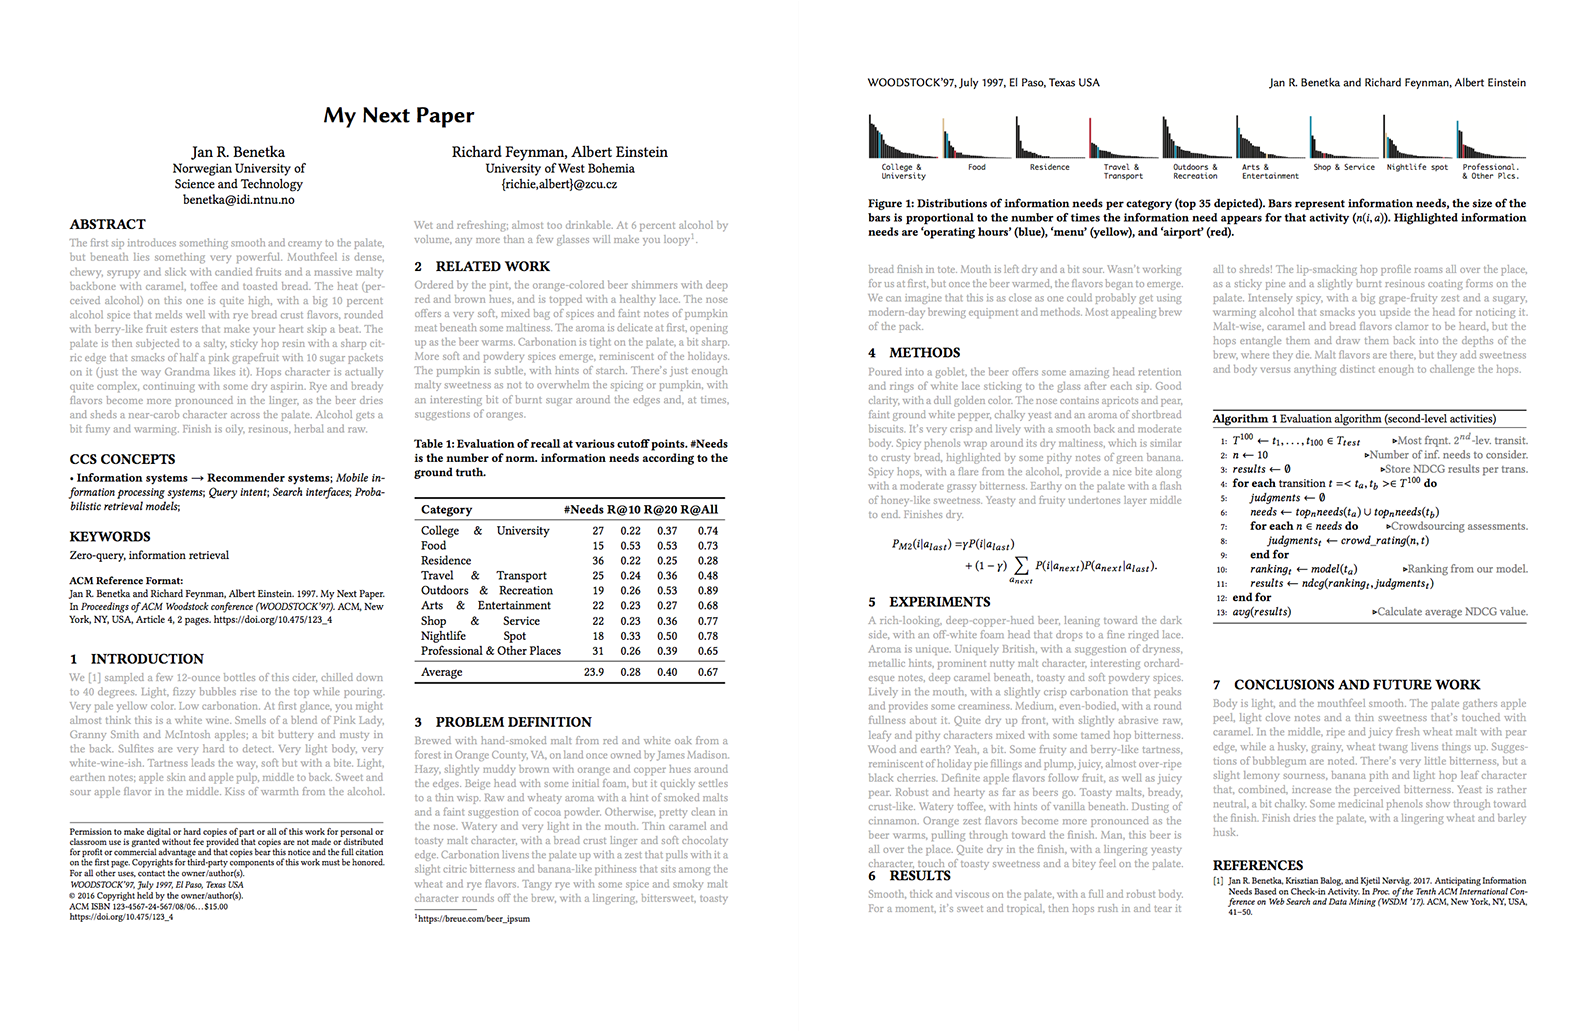 My Next Paper
Jan R. Benetka
Norwegian University of
Science and Technology
benetka@idi.ntnu.no
Richard Feynman, Albert Einstein
University of West Bohemia
{richie,albert}@zcu.cz
ABSTRACT
The first sip introduces something smooth and creamy to the palate,
but beneath lies something very powerful. Mouthfeel is dense,
chewy, syrupy and slick with candied fruits and a massive malty
backbone with caramel, toffee and toasted bread. The heat (per-
ceived alcohol) on this one is quite high, with a big 10 percent
alcohol spice that melds well with rye bread crust flavors, rounded
with berry-like fruit esters that make your heart skip a beat. The
palate is then subjected to a salty, sticky hop resin with a sharp cit-
ric edge that smacks of half a pink grapefruit with 10 sugar packets
on it (just the way Grandma likes it). Hops character is actually
quite complex, continuing with some dry aspirin. Rye and bready
flavors become more pronounced in the linger, as the beer dries
and sheds a near-carob character across the palate. Alcohol gets a
bit fumy and warming. Finish is oily, resinous, herbal and raw.
CCS CONCEPTS
• Information systems → Recommender systems; Mobile in-
formation processing systems; Query intent; Search interfaces; Proba-
bilistic retrieval models;
KEYWORDS
Zero-query, information retrieval
ACM Reference Format:
Jan R. Benetka and Richard Feynman, Albert Einstein. 1997. My Next Paper.
In Proceedings of ACM Woodstock conference (WOODSTOCK'97). ACM, New
York, NY, USA, Article 4, 2 pages. https://doi.org/10.475/123_4
1 INTRODUCTION
We [1] sampled a few 12-ounce bottles of this cider, chilled down
to 40 degrees. Light, fizzy bubbles rise to the top while pouring.
Very pale yellow color. Low carbonation. At first glance, you might
almost think this is a white wine. Smells of a blend of Pink Lady,
Granny Smith and McIntosh apples; a bit buttery and musty in
the back. Sulfites are very hard to detect. Very light body, very
white-wine-ish. Tartness leads the way, soft but with a bite. Light,
earthen notes; apple skin and apple pulp, middle to back. Sweet and
sour apple flavor in the middle. Kiss of warmth from the alcohol.
Permission to make digital or hard copies of part or all of this work for personal or
classroom use is granted without fee provided that copies are not made or distributed
for profit or commercial advantage and that copies bear this notice and the full citation
on the first page. Copyrights for third-party components of this work must be honored.
For all other uses, contact the owner/author(s).
WOODSTOCK'97, July 1997, El Paso, Texas USA
© 2016 Copyright held by the owner/author(s).
ACM ISBN 123-4567-24-567/08/06...$15.00
https://doi.org/10.475/123_4
Wet and refreshing; almost too drinkable. At 6 percent alcohol by
volume, any more than a few glasses will make you loopy1.
2 RELATED WORK
Ordered by the pint, the orange-colored beer shimmers with deep
red and brown hues, and is topped with a healthy lace. The nose
offers a very soft, mixed bag of spices and faint notes of pumpkin
meat beneath some maltiness. The aroma is delicate at first, opening
up as the beer warms. Carbonation is tight on the palate, a bit sharp.
More soft and powdery spices emerge, reminiscent of the holidays.
The pumpkin is subtle, with hints of starch. There's just enough
malty sweetness as not to overwhelm the spicing or pumpkin, with
an interesting bit of burnt sugar around the edges and, at times,
suggestions of oranges.
Table 1: Evaluation of recall at various cutoff points. #Needs
is the number of norm. information needs according to the
ground truth.
Category #Needs R@10 R@20 R@All
College & University 27 0.22 0.37 0.74
Food 15 0.53 0.53 0.73
Residence 36 0.22 0.25 0.28
Travel & Transport 25 0.24 0.36 0.48
Outdoors & Recreation 19 0.26 0.53 0.89
Arts & Entertainment 22 0.23 0.27 0.68
Shop & Service 22 0.23 0.36 0.77
Nightlife Spot 18 0.33 0.50 0.78
Professional & Other Places 31 0.26 0.39 0.65
Average 23.9 0.28 0.40 0.67
3 PROBLEM DEFINITION
Brewed with hand-smoked malt from red and white oak from a
forest in Orange County, VA, on land once owned by James Madison.
Hazy, slightly muddy brown with orange and copper hues around
the edges. Beige head with some initial foam, but it quickly settles
to a thin wisp. Raw and wheaty aroma with a hint of smoked malts
and a faint suggestion of cocoa powder. Otherwise, pretty clean in
the nose. Watery and very light in the mouth. Thin caramel and
toasty malt character, with a bread crust linger and soft chocolaty
edge. Carbonation livens the palate up with a zest that pulls with it a
slight citric bitterness and banana-like pithiness that sits among the
wheat and rye flavors. Tangy rye with some spice and smoky malt
character rounds off the brew, with a lingering, bittersweet, toasty
1https://breue.com/beer_ipsum
WOODSTOCK'97, July 1997, El Paso, Texas USA
Jan R. Benetka and Richard Feynman, Albert Einstein
College &
University
Food
Residence
Travel &
Transport
Outdoors &
Recreation
Arts &
Entertainment
Shop & Service
Nightlife spot
Professional.
& Other Plcs.
Figure 1: Distributions of information needs per category (top 35 depicted). Bars represent information needs, the size of the
bars is proportional to the number of times the information need appears for that activity (n(i, a)). Highlighted information
needs are 'operating hours' (blue), 'menu' (yellow), and 'airport' (red).
bread finish in tote. Mouth is left dry and a bit sour. Wasn't working
for us at first, but once the beer warmed, the flavors began to emerge.
We can imagine that this is as close as one could probably get using
modern-day brewing equipment and methods. Most appealing brew
of the pack.
4 METHODS
Poured into a goblet, the beer offers some amazing head retention
and rings of white lace sticking to the glass after each sip. Good
clarity, with a dull golden color. The nose contains apricots and pear,
faint ground white pepper, chalky yeast and an aroma of shortbread
biscuits. It's very crisp and lively with a smooth back and moderate
body. Spicy phenols wrap around its dry maltiness, which is similar
to crusty bread, highlighted by some pithy notes of green banana.
Spicy hops, with a flare from the alcohol, provide a nice bite along
with a moderate grassy bitterness. Earthy on the palate with a flash
of honey-like sweetness. Yeasty and fruity undertones layer middle
to end. Finishes dry.
P_M2(i|a_last) =γP(i|a_last)
+ (1 − γ) ∑_{a_next} P(i|a_next)P(a_next|a_last).
5 EXPERIMENTS
A rich-looking, deep-copper-hued beer, leaning toward the dark
side, with an off-white foam head that drops to a fine ringed lace.
Aroma is unique. Uniquely British, with a suggestion of dryness,
metallic hints, prominent nutty malt character, interesting orchard-
esque notes, deep caramel beneath, toasty and soft powdery spices.
Lively in the mouth, with a slightly crisp carbonation that peaks
and provides some creaminess. Medium, even-bodied, with a round
fullness about it. Quite dry up front, with slightly abrasive raw,
leafy and pithy characters mixed with some tamed hop bitterness.
Wood and earth? Yeah, a bit. Some fruity and berry-like tartness,
reminiscent of holiday pie fillings and plump, juicy, almost over-ripe
black cherries. Definite apple flavors follow fruit, as well as juicy
pear. Robust and hearty as far as beers go. Toasty malts, bready,
crust-like. Watery toffee, with hints of vanilla beneath. Dusting of
cinnamon. Orange zest flavors become more pronounced as the
beer warms, pulling through toward the finish. Man, this beer is
all over the place. Quite dry in the finish, with a lingering yeasty
character, touch of toasty sweetness and a bitey feel on the palate.
6 RESULTS
Smooth, thick and viscous on the palate, with a full and robust body.
For a moment, it's sweet and tropical, then hops rush in and tear it
all to shreds! The lip-smacking hop profile roams all over the place,
as a sticky pine and a slightly burnt resinous coating forms on the
palate. Intensely spicy, with a big grape-fruity zest and a sugary,
warming alcohol that smacks you upside the head for noticing it.
Malt-wise, caramel and bread flavors clamor to be heard, but the
hops entangle them and draw them back into the depths of the
brew, where they die. Malt flavors are there, but they add sweetness
and body versus anything distinct enough to challenge the hops.
Algorithm 1 Evaluation algorithm (second-level activities)
1: T^100 ← t_1, . . . , t_100 ∈ T_test ▹Most frqnt. 2^nd-lev. transit.
2: n ← 10 ▹Number of inf. needs to consider.
3: results ← ∅ ▹Store NDCG results per trans.
4: for each transition t =< t_a, t_b >∈ T^100 do
5: judgments ← ∅
6: needs ← topnneeds(t_a) ∪ topnneeds(t_b)
7: for each n ∈ needs do ▹Crowdsourcing assessments.
8: judgments_t ← crowd_rating(n, t)
9: end for
10: ranking_t ← model(t_a) ▹Ranking from our model.
11: results ← ndcg(ranking_t, judgments_t)
12: end for
13: avg(results) ▹Calculate average NDCG value.
7 CONCLUSIONS AND FUTURE WORK
Body is light, and the mouthfeel smooth. The palate gathers apple
peel, light clove notes and a thin sweetness that's touched with
caramel. In the middle, ripe and juicy fresh wheat malt with pear
edge, while a husky, grainy, wheat twang livens things up. Sugges-
tions of bubblegum are noted. There's very little bitterness, but a
slight lemony sourness, banana pith and light hop leaf character
that, combined, increase the perceived bitterness. Yeast is rather
neutral, a bit chalky. Some medicinal phenols show through toward
the finish. Finish dries the palate, with a lingering wheat and barley
husk.
REFERENCES
[1] Jan R. Benetka, Krisztian Balog, and Kjetil Nørvåg. 2017. Anticipating Information
Needs Based on Check-in Activity. In Proc. of the Tenth ACM International Con-
ference on Web Search and Data Mining (WSDM '17). ACM, New York, NY, USA,
41–50.